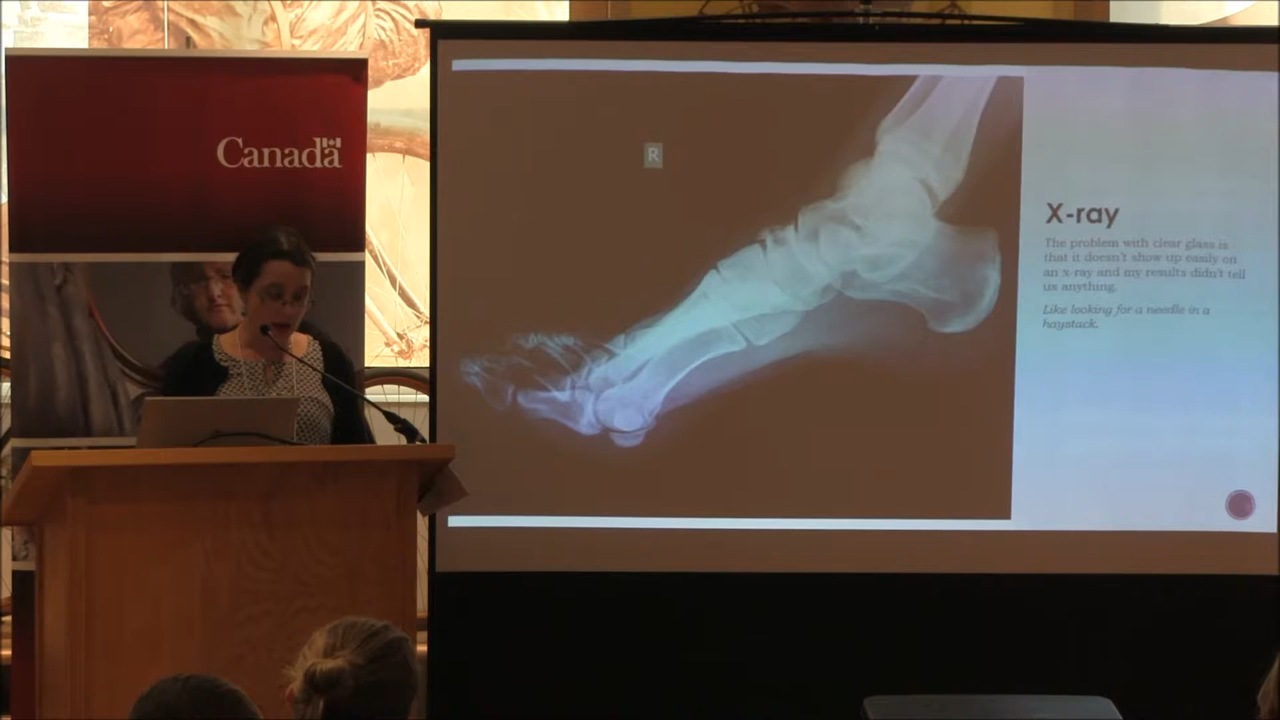 Canada
R
X-ray
The problem with clear glass is
that it doesn't show up easily on
an x-ray and my results didn't tell
us anything.
Like looking for a needle in a
haystack.